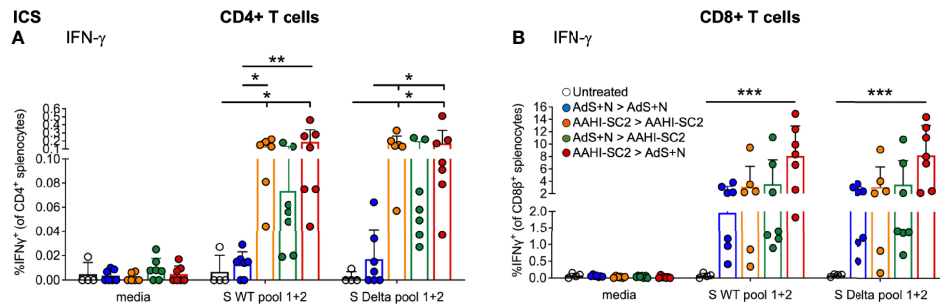 ICS
CD4+ T cells
CD8+ T cells
A
IFN-γ
B
IFN-γ
%IFNγ+ (of CD4+ splenocytes)
0.6
0.5
0.4
0.3
0.2
0.1
0.10
0.08
0.06
0.04
0.02
0.00
**
*
*
*
*
media
S WT pool 1+2
S Delta pool 1+2
%IFNγ+ (of CD8β+ splenocytes)
16
14
12
10
8
6
4
2
2.0
1.5
1.0
0.5
0.0
Untreated
AdS+N > AdS+N
AAHI-SC2 > AAHI-SC2
AdS+N > AAHI-SC2
AAHI-SC2 > AdS+N
***
***
media
S WT pool 1+2
S Delta pool 1+2